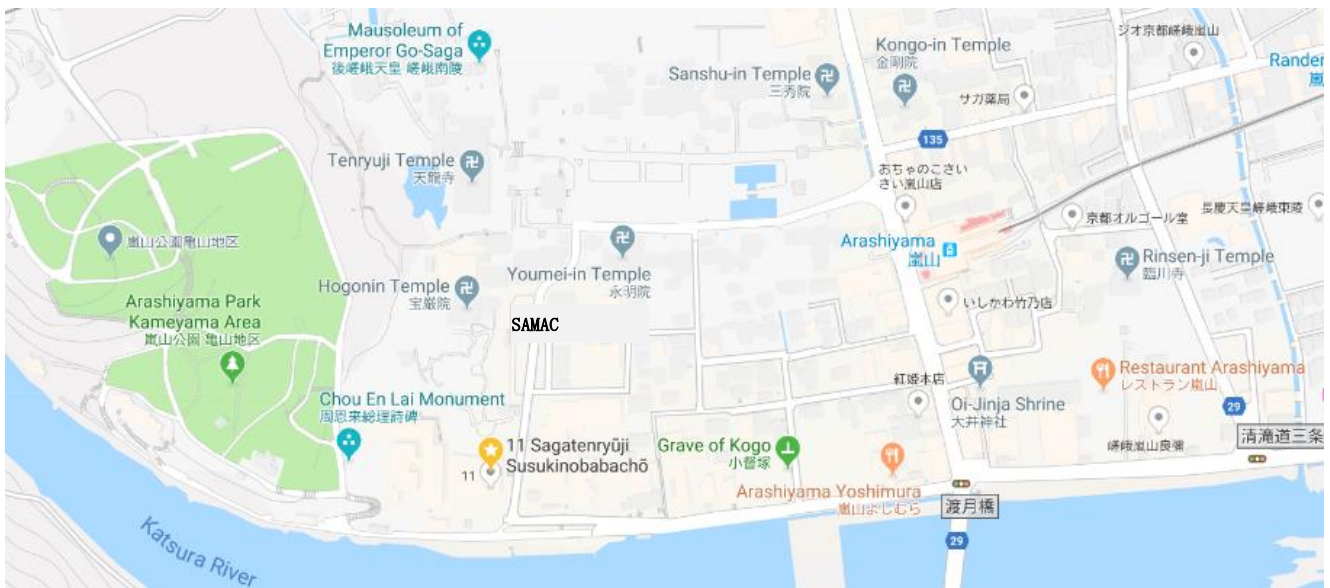 Mausoleum of
Emperor Go-Saga
後嵯峨天皇 嵯峨南陵
Sanshu-in Temple
三秀院
Kongo-in Temple
金剛院
ジオ京都嵯峨嵐山
サガ薬局
Rander
嵐
135
Tenryuji Temple
天龍寺
おちゃのこさい
さい嵐山店
京都オルゴール堂
長慶天皇嵯峨東陵
嵐山公園亀山地区
Youmei-in Temple
永明院
Arashiyama
嵐山
Rinsen-ji Temple
臨川寺
Hogonin Temple
宝厳院
Arashiyama Park
Kameyama Area
嵐山公園 亀山地区
SAMAC
いしかわ竹乃店
紅姫本店
Restaurant Arashiyama
レストラン嵐山
Oi-Jinja Shrine
大井神社
29
Chou En Lai Monument
周恩来総理詩碑
嵯峨嵐山良彌
清滝道三条
11 Sagatenryūji
Susukinobabachō
11
Grave of Kogo
小督塚
Arashiyama Yoshimura
嵐山よしむら
渡月橋
29
Katsura River